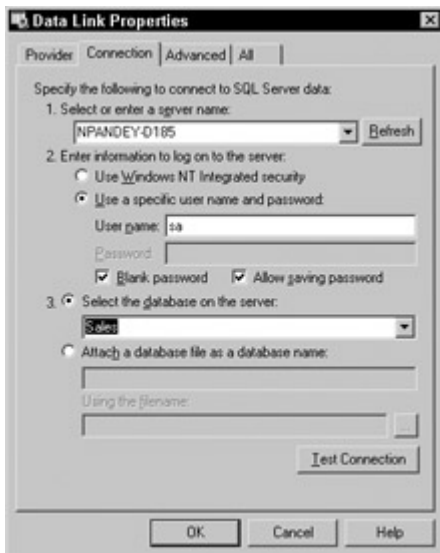 Data Link Properties
Provider Connection Advanced All
Specify the following to connect to SQL Server data:
1. Select or enter a server name:
NPANDEY-D185 Refresh
2. Enter information to log on to the server:
Use Windows NT Integrated security
Use a specific user name and password:
User name: sa
Password:
Blank password Allow saving password
3. Select the database on the server:
Sales
Attach a database file as a database name:
Using the filename:
...
Test Connection
OK Cancel Help